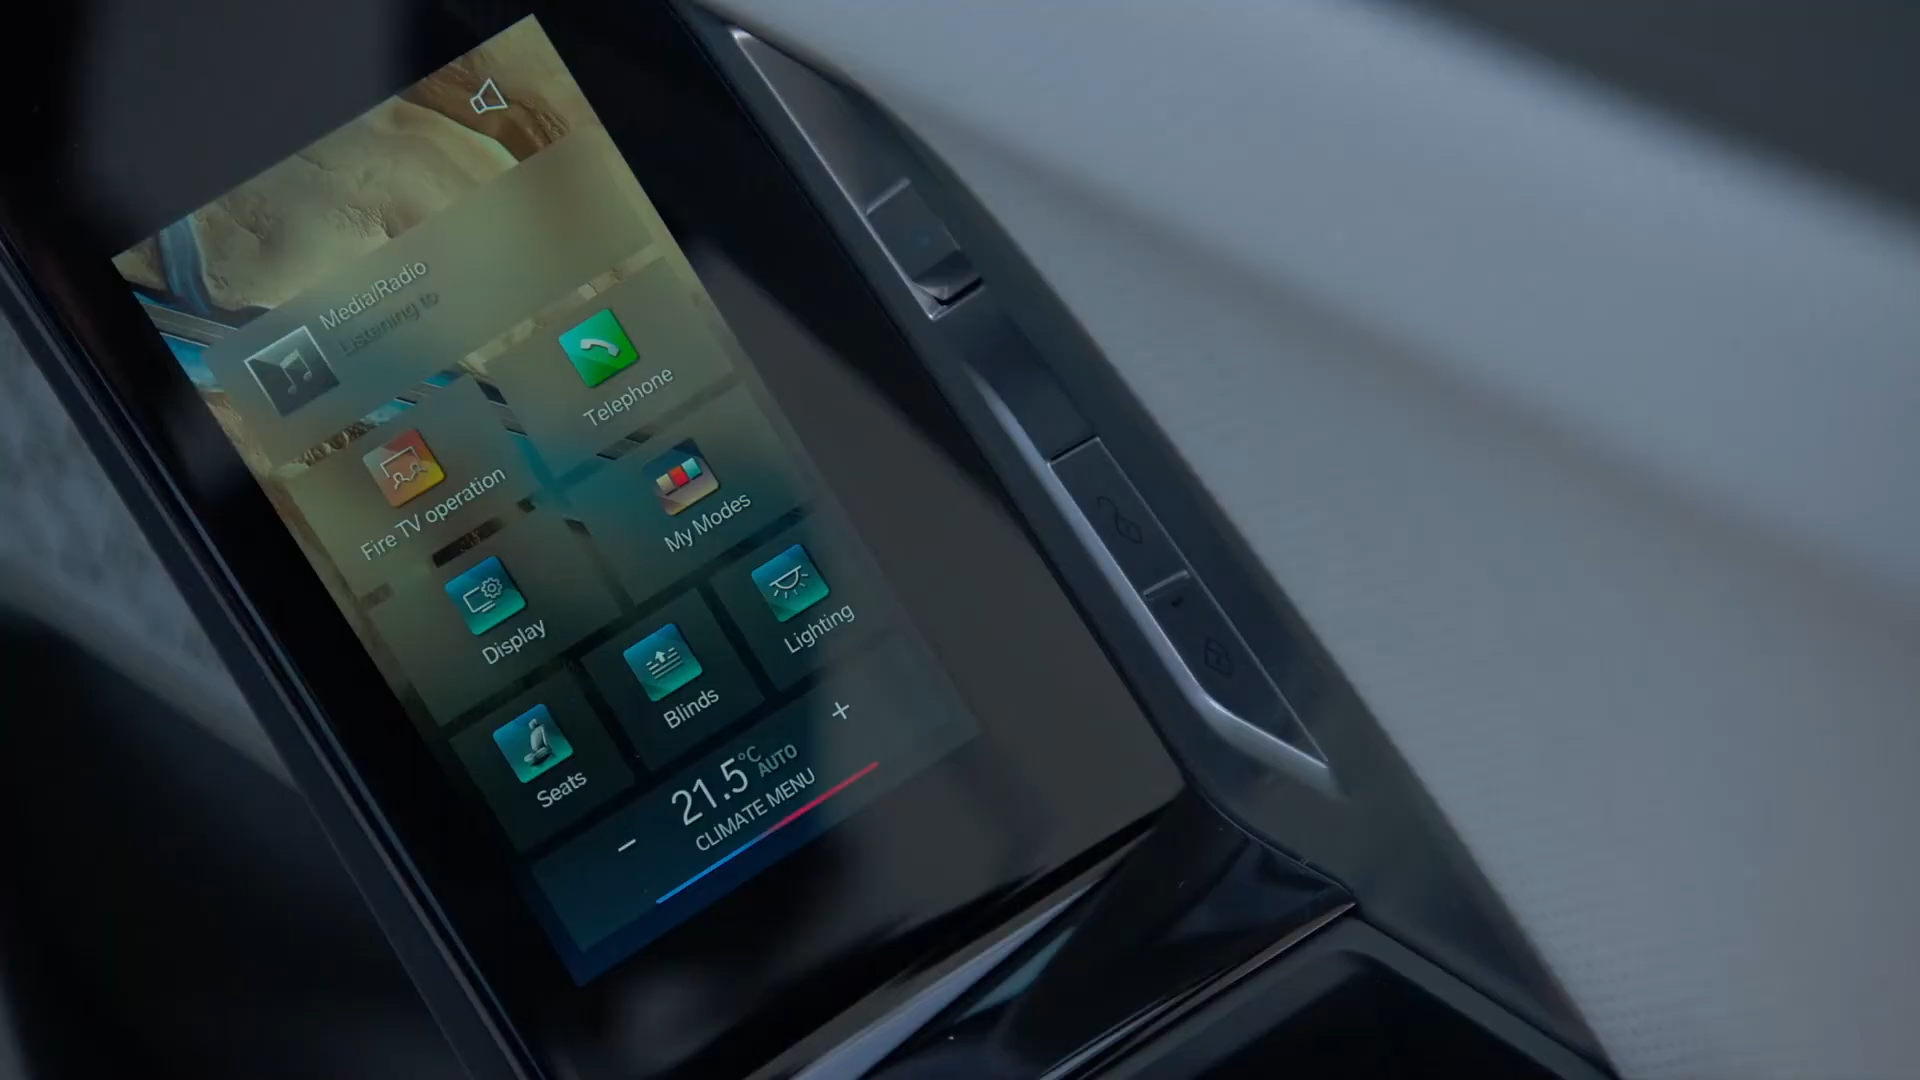 Media/Radio
Listening to
Telephone
Fire TV operation
My Modes
Display
Lighting
Blinds
Seats
+
21.5°C AUTO
−
CLIMATE MENU